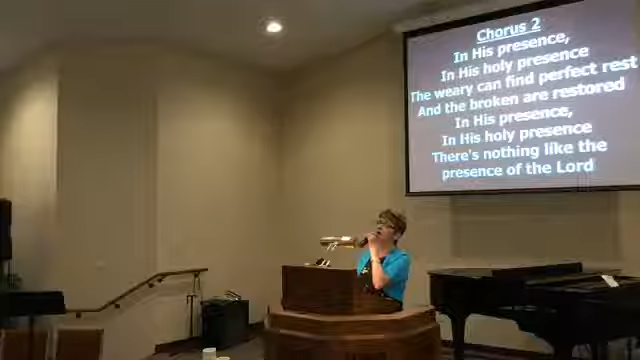 Chorus 2
In His presence,
In His holy presence
The weary can find perfect rest
And the broken are restored
In His presence,
In His holy presence
There's nothing like the
presence of the Lord